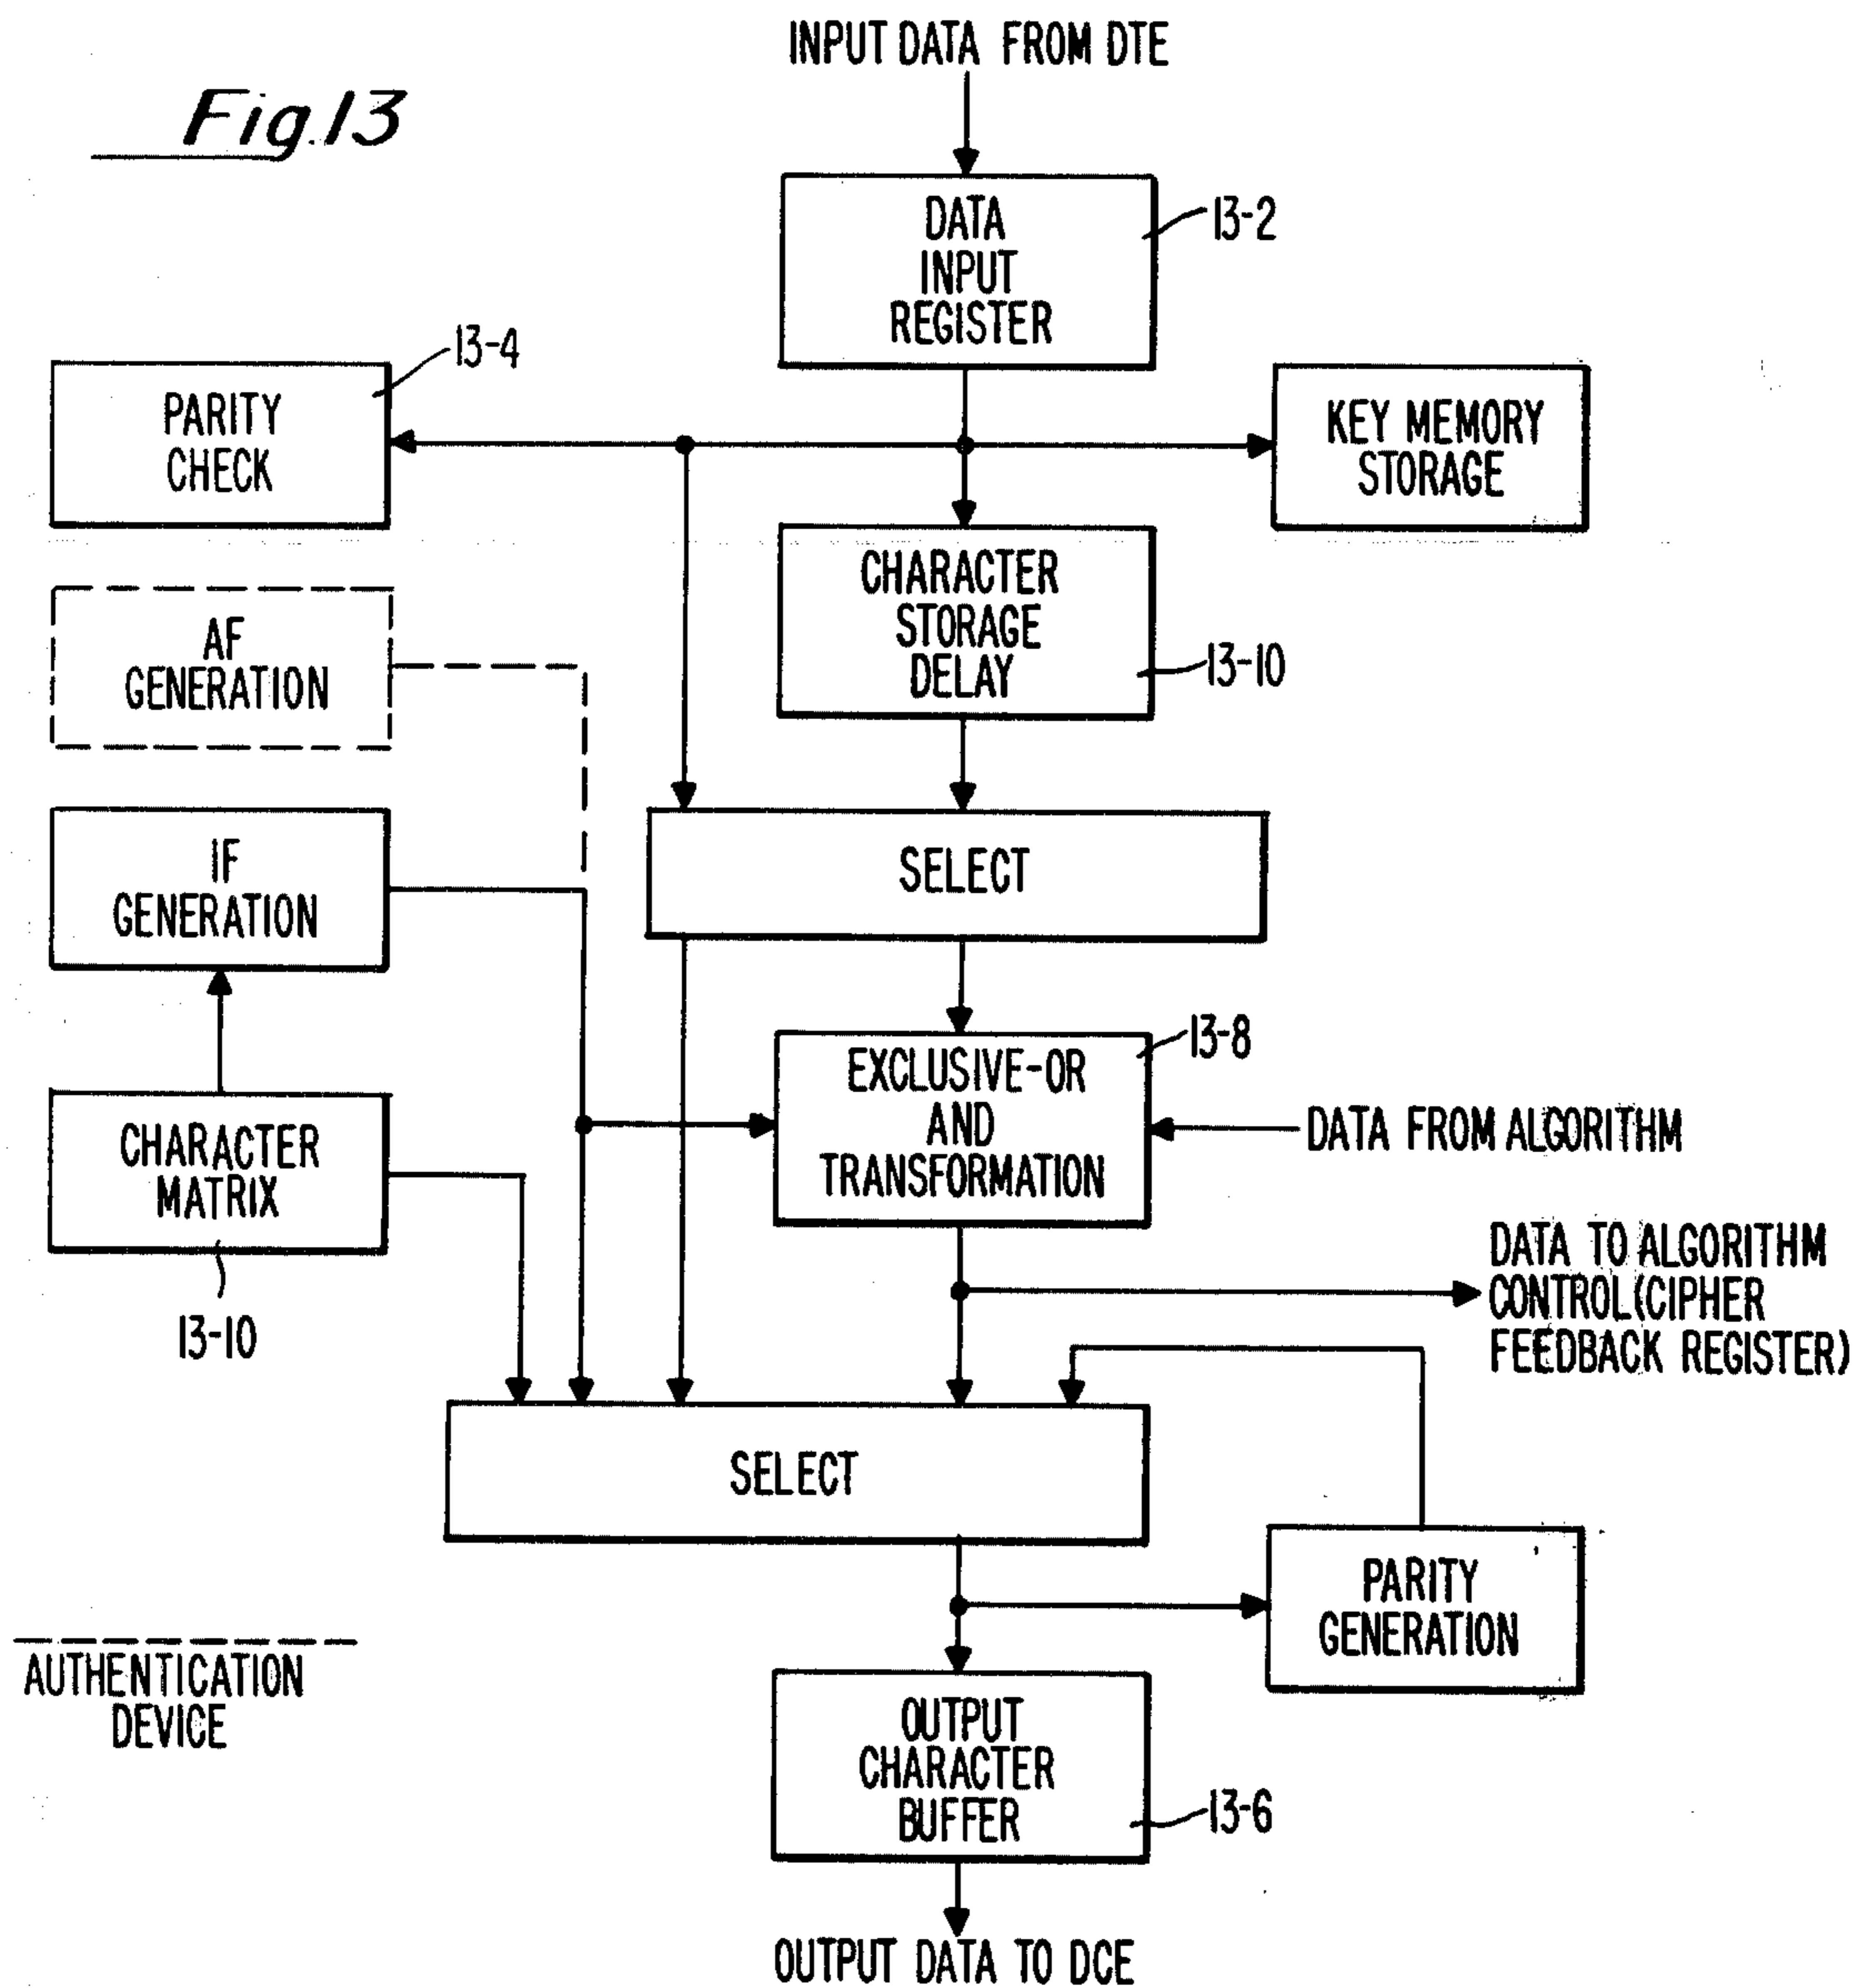 INPUT DATA FROM DTE
Fig.13
DATA
INPUT
REGISTER
13-2
13-4
PARITY
CHECK
KEY MEMORY
STORAGE
CHARACTER
STORAGE
DELAY
13-10
AF
GENERATION
IF
GENERATION
SELECT
13-8
EXCLUSIVE-OR
AND
TRANSFORMATION
DATA FROM ALGORITHM
CHARACTER
MATRIX
13-10
DATA TO ALGORITHM
CONTROL(CIPHER
FEEDBACK REGISTER)
SELECT
PARITY
GENERATION
AUTHENTICATION
DEVICE
OUTPUT
CHARACTER
BUFFER
13-6
OUTPUT DATA TO DCE